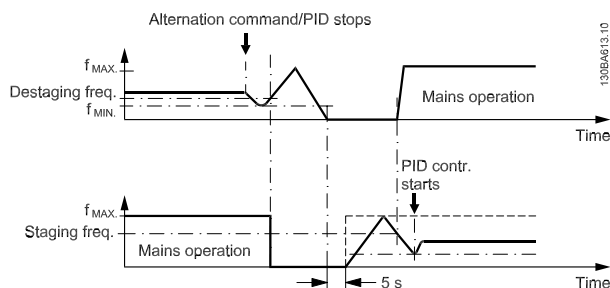 Alternation command/PID stops
130BA613.10
fMAX.
Destaging freq.
fMIN.
Mains operation
Time
PID contr.
starts
fMAX.
Staging freq.
Mains operation
5 s
Time